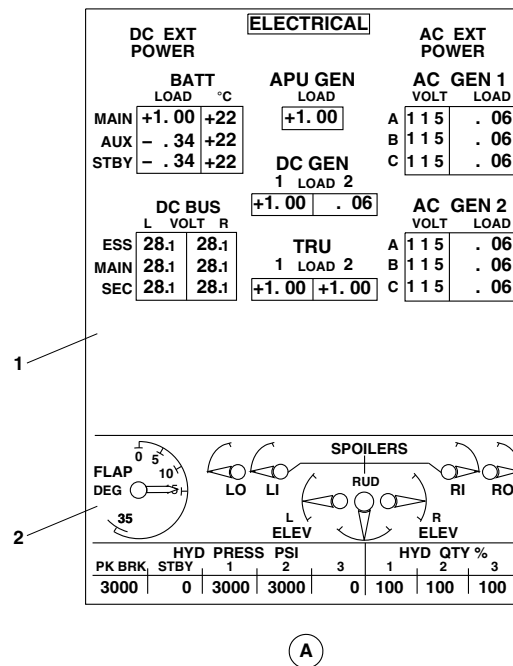 ELECTRICAL
DC EXT POWER
AC EXT POWER
BATT
LOAD °C
MAIN +1.00 +22
AUX - .34 +22
STBY - .34 +22
APU GEN
LOAD
+1.00
AC GEN 1
VOLT LOAD
A 115 .06
B 115 .06
C 115 .06
DC GEN
1 LOAD 2
+1.00 .06
DC BUS
L VOLT R
ESS 28.1 28.1
MAIN 28.1 28.1
SEC 28.1 28.1
TRU
1 LOAD 2
+1.00 +1.00
AC GEN 2
VOLT LOAD
A 115 .06
B 115 .06
C 115 .06
1
FLAP
DEG
0
5
10
15
35
2
SPOILERS
LO LI RUD RI RO
L ELEV
R ELEV
HYD PRESS PSI HYD QTY %
PK BRK STBY 1 2 3 1 2 3
3000 0 3000 3000 0 100 100 100
A